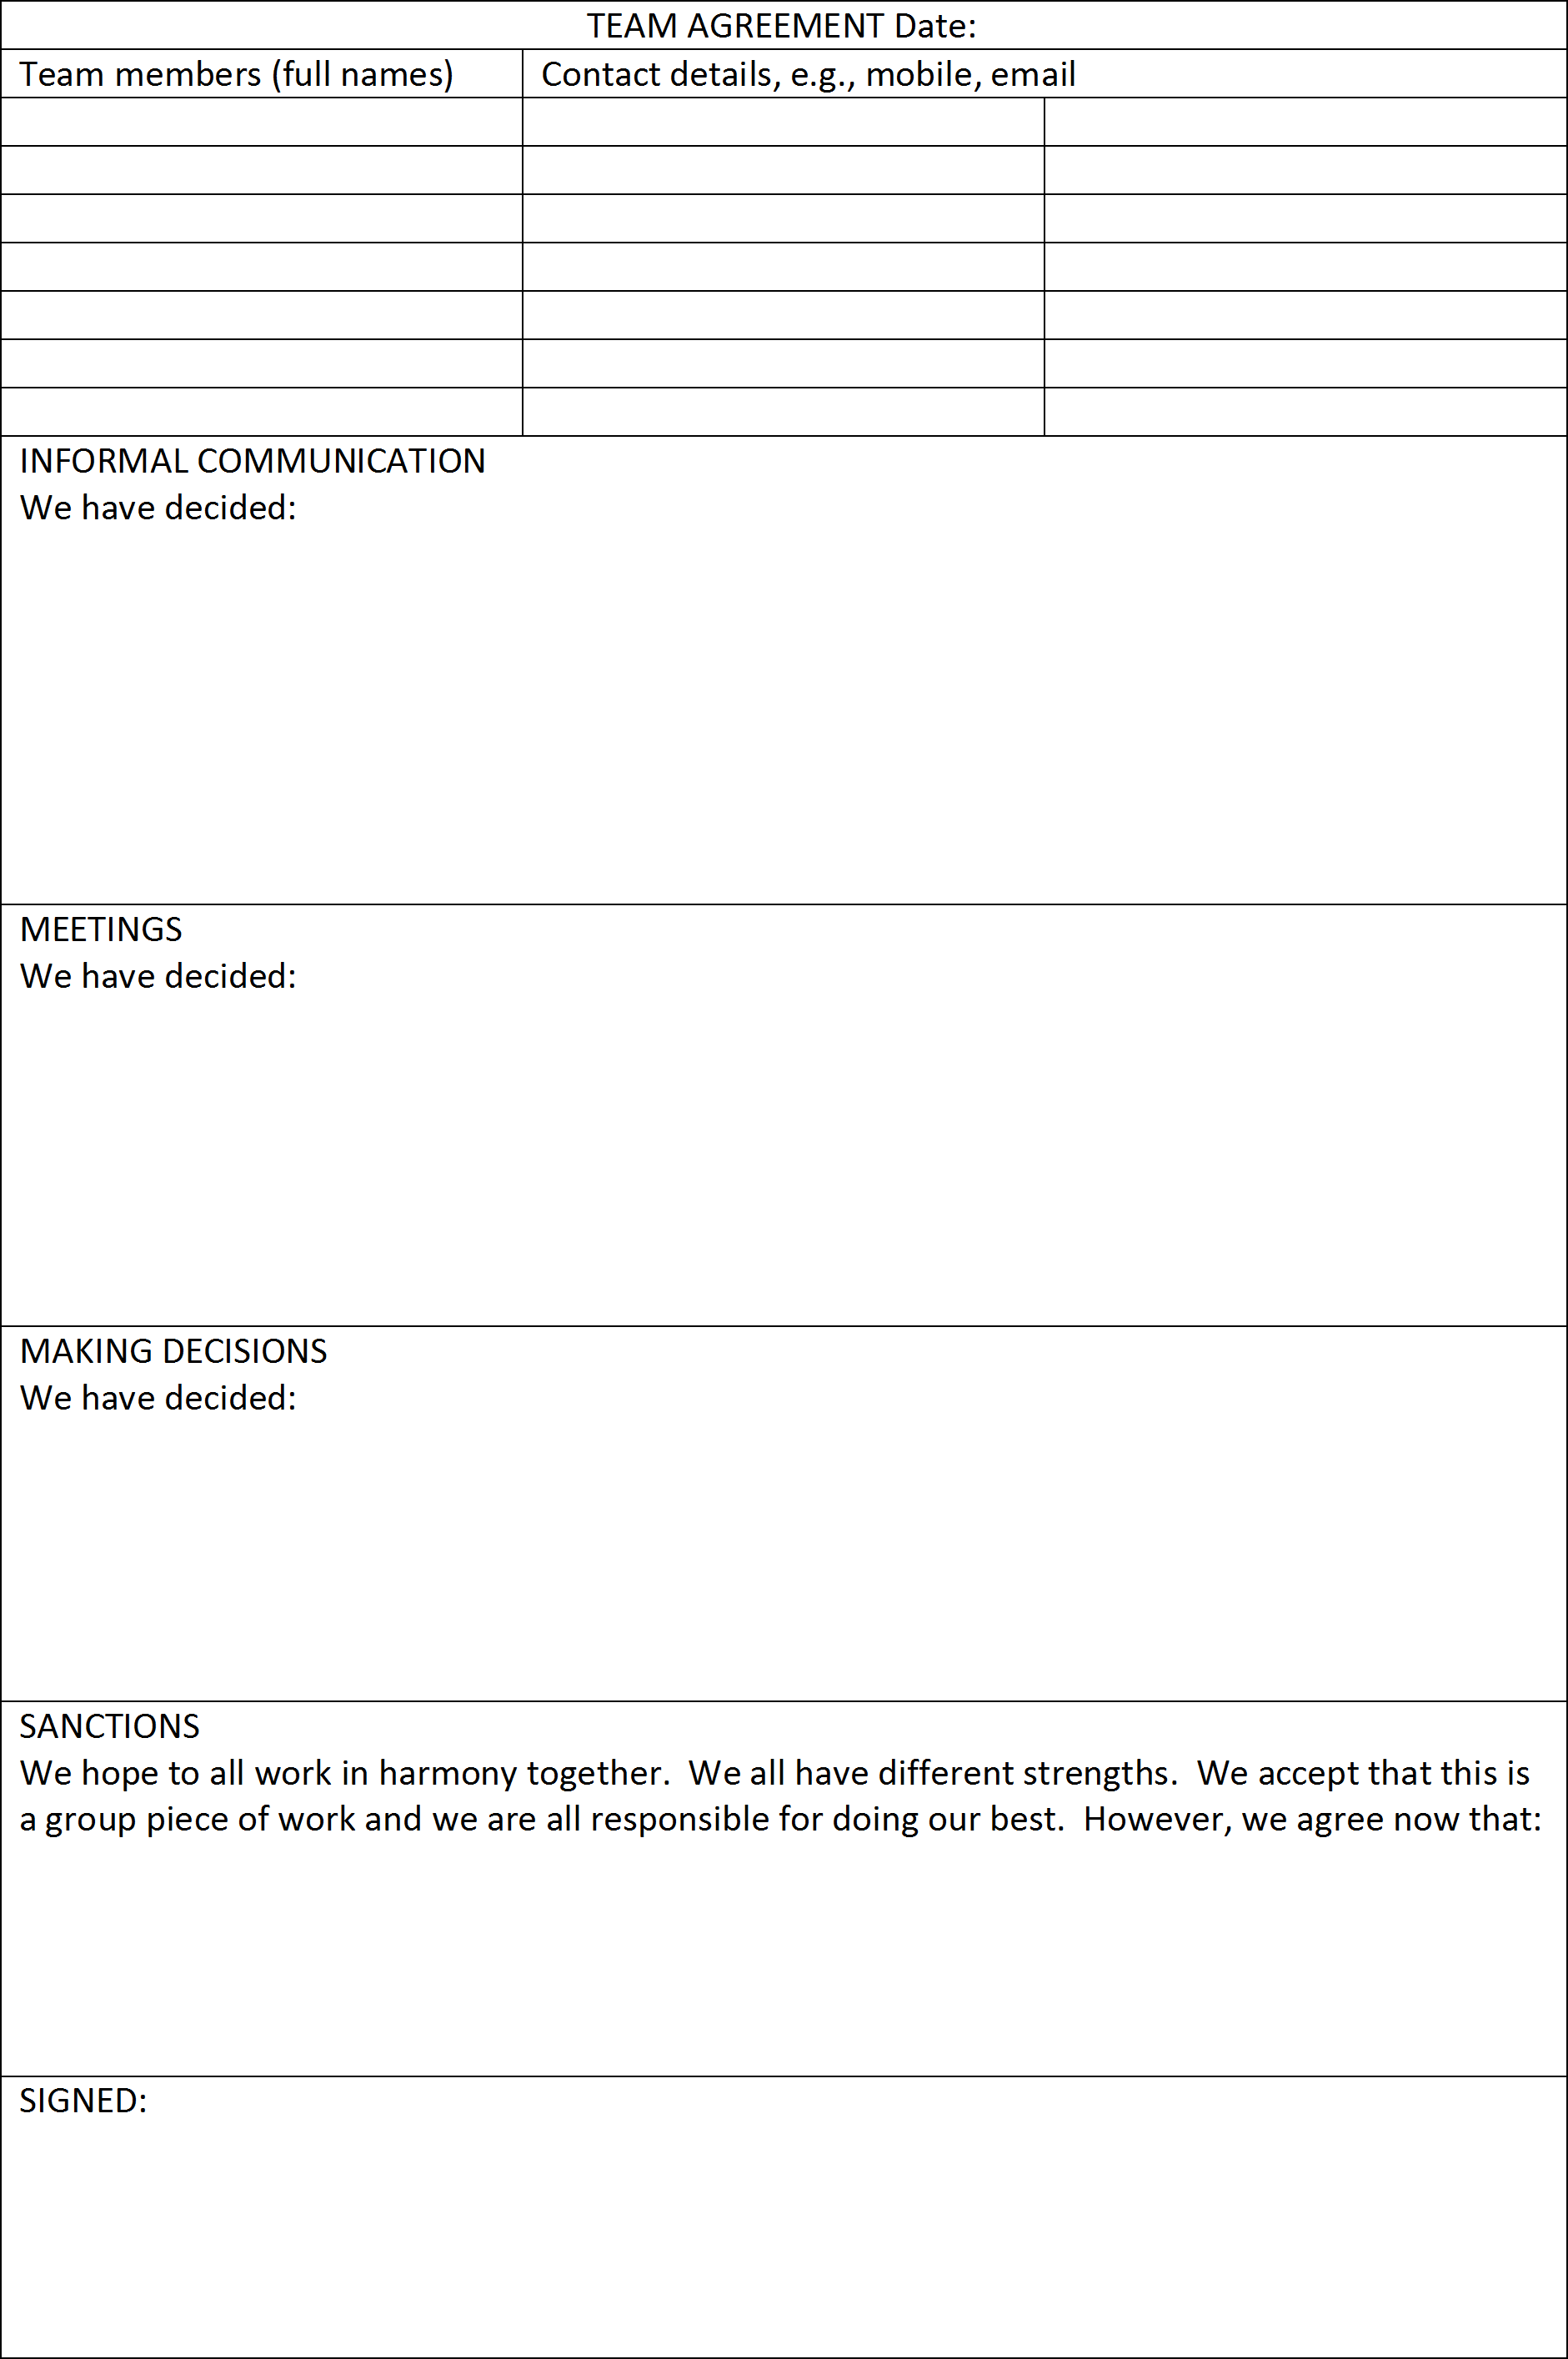 TEAM AGREEMENT Date:
Team members (full names) Contact details, e.g., mobile, email
INFORMAL COMMUNICATION
We have decided:
MEETINGS
We have decided:
MAKING DECISIONS
We have decided:
SANCTIONS
We hope to all work in harmony together.  We all have different strengths.  We accept that this is
a group piece of work and we are all responsible for doing our best.  However, we agree now that:
SIGNED: